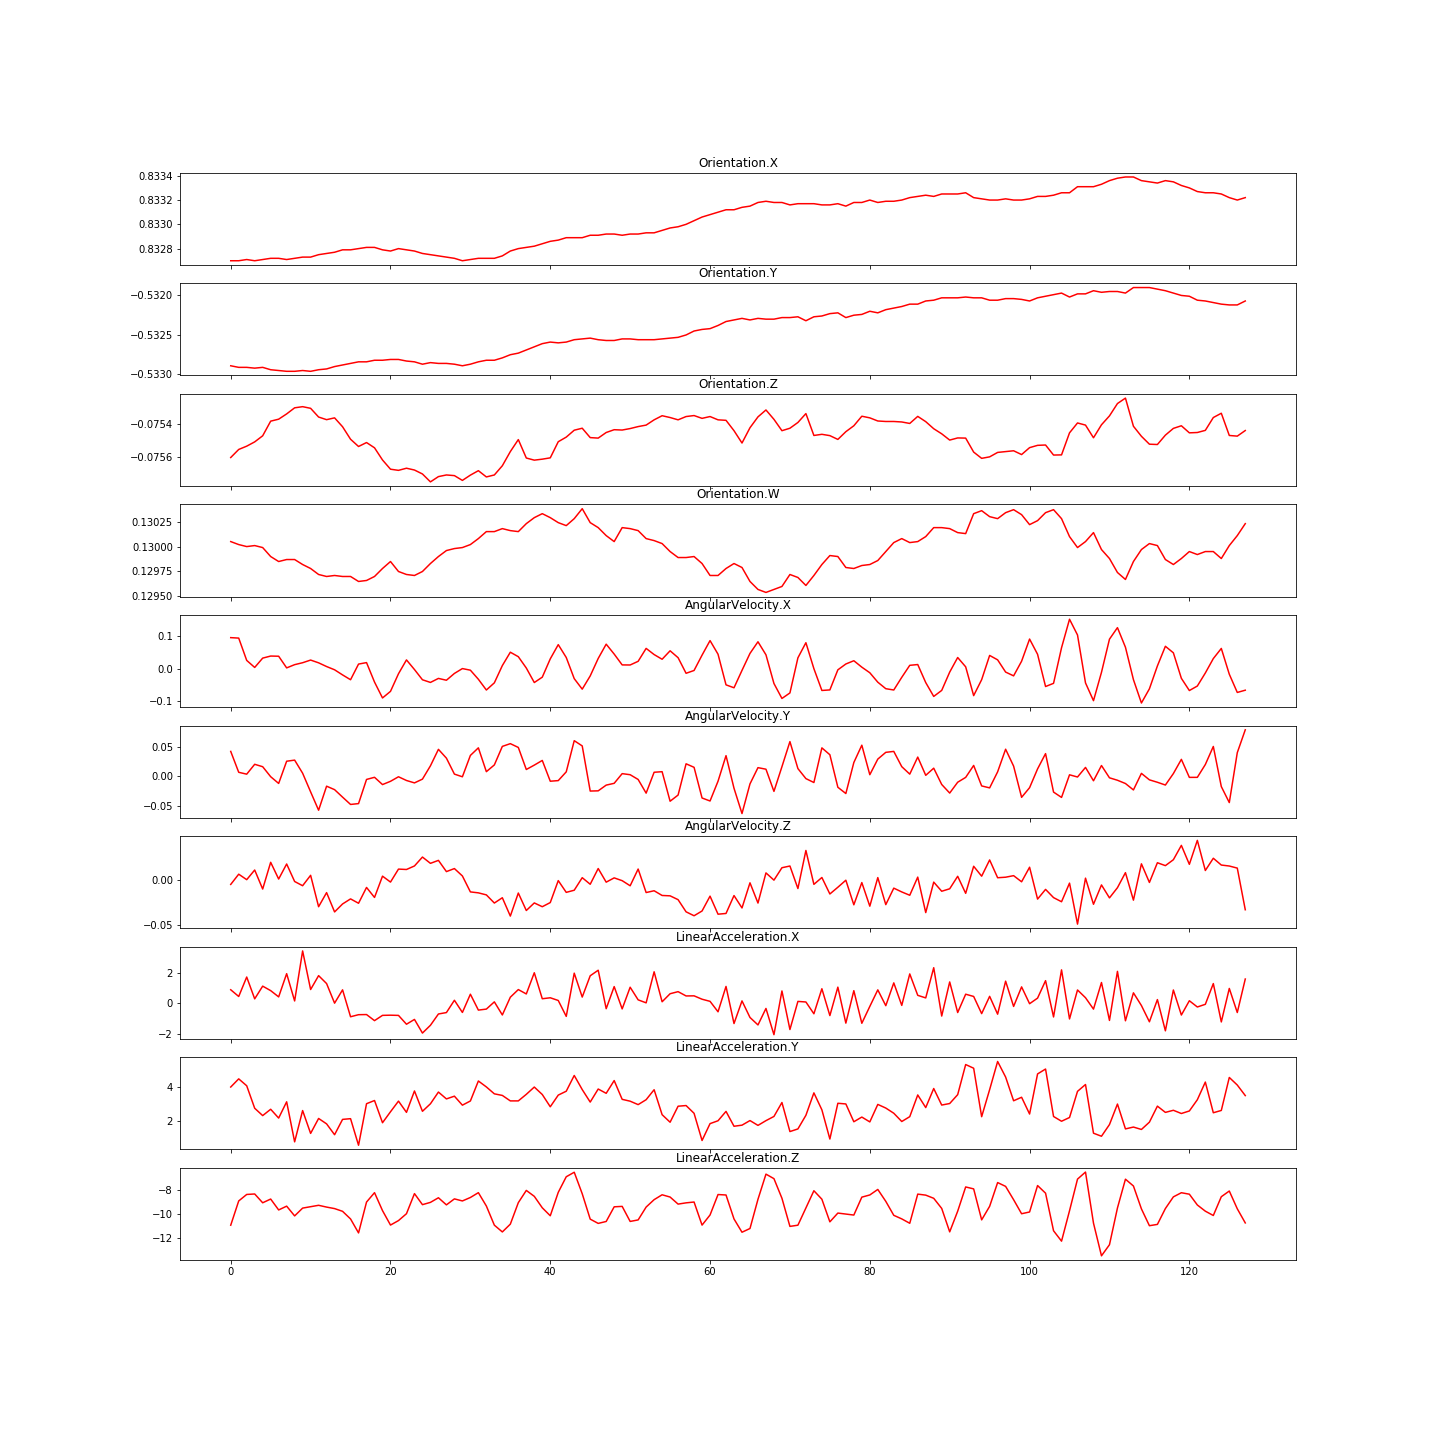 Orientation.X
0.8334
0.8332
0.8330
0.8328
Orientation.Y
−0.5320
−0.5325
−0.5330
Orientation.Z
−0.0754
−0.0756
Orientation.W
0.13025
0.13000
0.12975
0.12950
AngularVelocity.X
0.1
0.0
−0.1
AngularVelocity.Y
0.05
0.00
−0.05
AngularVelocity.Z
0.00
−0.05
LinearAcceleration.X
2
0
−2
LinearAcceleration.Y
4
2
LinearAcceleration.Z
−8
−10
−12
0 20 40 60 80 100 120